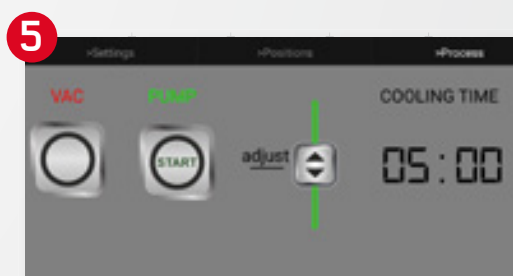 5
>Settings >Positions >Process
VAC PUMP COOLING TIME
START adjust 05:00